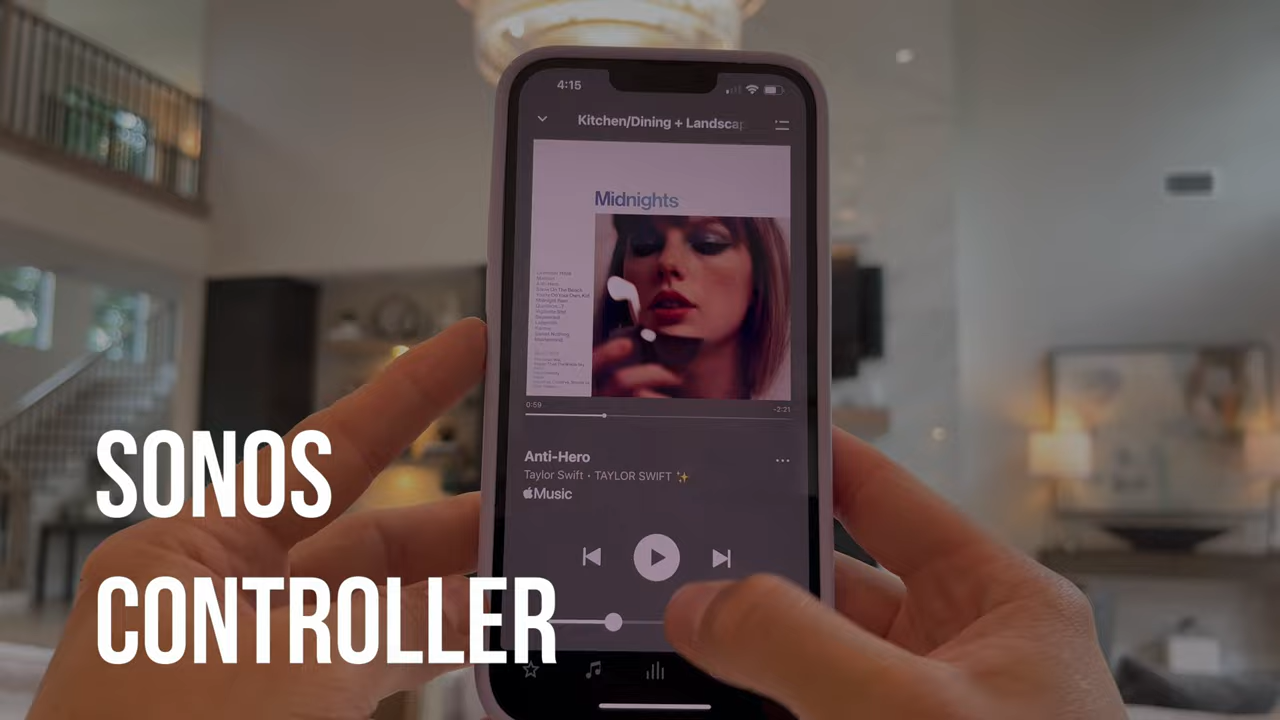 4:15
Kitchen/Dining + Landscap
Midnights
0:59
-2:21
Anti-Hero
Taylor Swift • TAYLOR SWIFT ✨
Music
SONOS
CONTROLLER